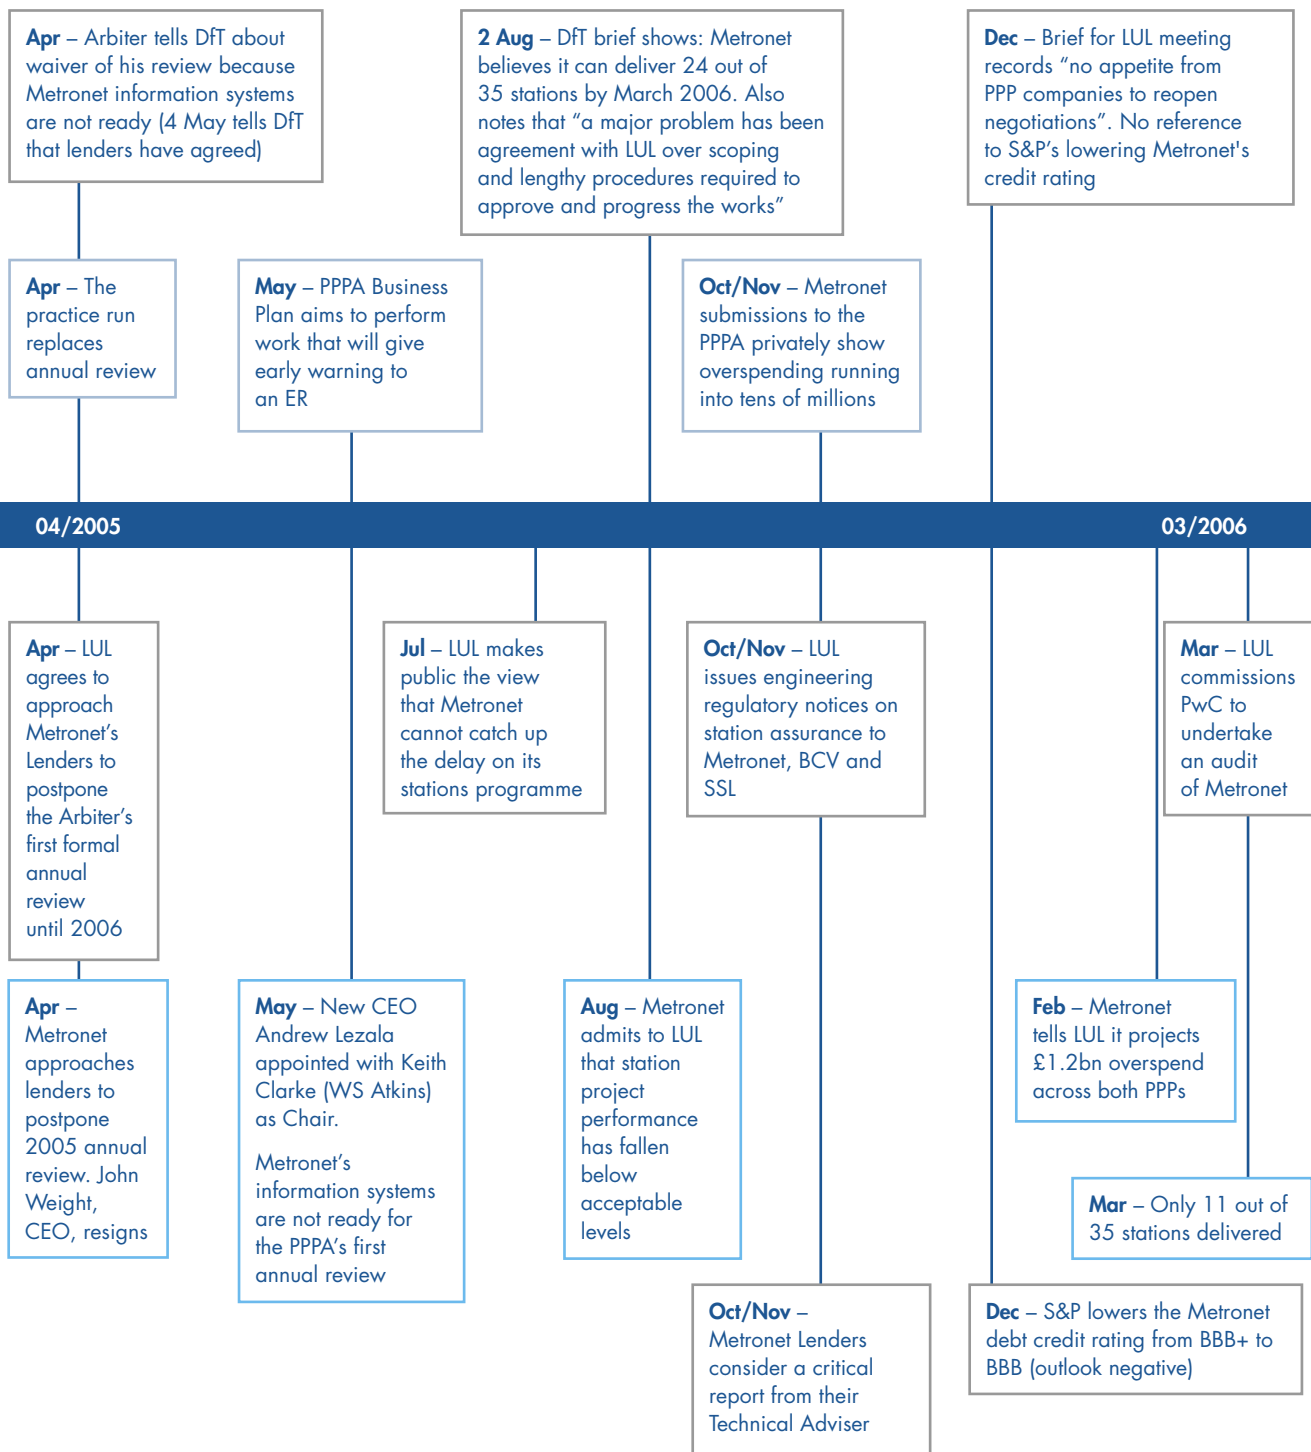 Apr – Arbiter tells DfT about
waiver of his review because
Metronet information systems
are not ready (4 May tells DfT
that lenders have agreed)
2 Aug – DfT brief shows: Metronet
believes it can deliver 24 out of
35 stations by March 2006. Also
notes that “a major problem has been
agreement with LUL over scoping
and lengthy procedures required to
approve and progress the works”
Dec – Brief for LUL meeting
records “no appetite from
PPP companies to reopen
negotiations”. No reference
to S&P’s lowering Metronet's
credit rating
Apr – The
practice run
replaces
annual review
May – PPPA Business
Plan aims to perform
work that will give
early warning to
an ER
Oct/Nov – Metronet
submissions to the
PPPA privately show
overspending running
into tens of millions
04/2005
03/2006
Apr – LUL
agrees to
approach
Metronet’s
Lenders to
postpone
the Arbiter’s
first formal
annual
review
until 2006
Jul – LUL makes
public the view
that Metronet
cannot catch up
the delay on its
stations programme
Oct/Nov – LUL
issues engineering
regulatory notices on
station assurance to
Metronet, BCV and
SSL
Mar – LUL
commissions
PwC to
undertake
an audit
of Metronet
Apr –
Metronet
approaches
lenders to
postpone
2005 annual
review. John
Weight,
CEO, resigns
May – New CEO
Andrew Lezala
appointed with Keith
Clarke (WS Atkins)
as Chair.
Metronet’s
information systems
are not ready for
the PPPA’s first
annual review
Aug – Metronet
admits to LUL
that station
project
performance
has fallen
below
acceptable
levels
Feb – Metronet
tells LUL it projects
£1.2bn overspend
across both PPPs
Mar – Only 11 out of
35 stations delivered
Oct/Nov –
Metronet Lenders
consider a critical
report from their
Technical Adviser
Dec – S&P lowers the Metronet
debt credit rating from BBB+ to
BBB (outlook negative)